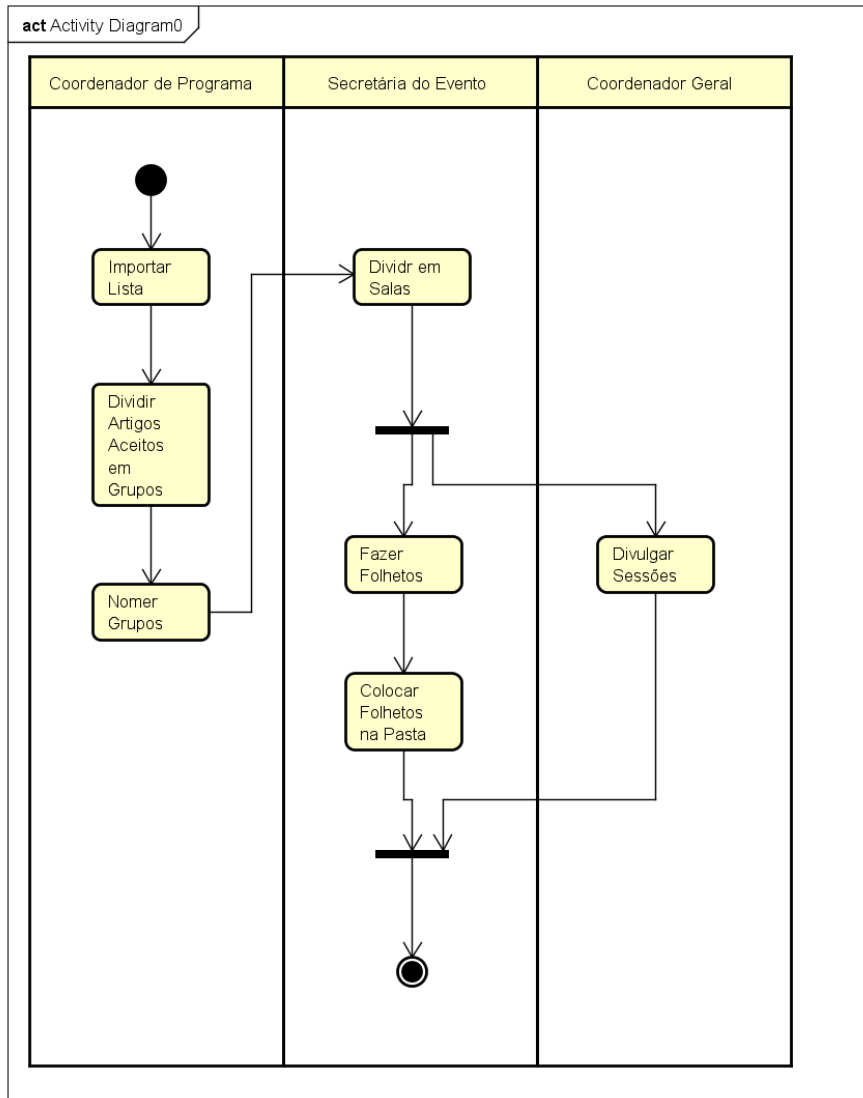 act Activity Diagram0
Coordenador de Programa
Secretária do Evento
Coordenador Geral
Importar
Lista
Dividr em
Salas
Dividir
Artigos
Aceitos
em
Grupos
Nomer
Grupos
Fazer
Folhetos
Divulgar
Sessões
Colocar
Folhetos
na Pasta